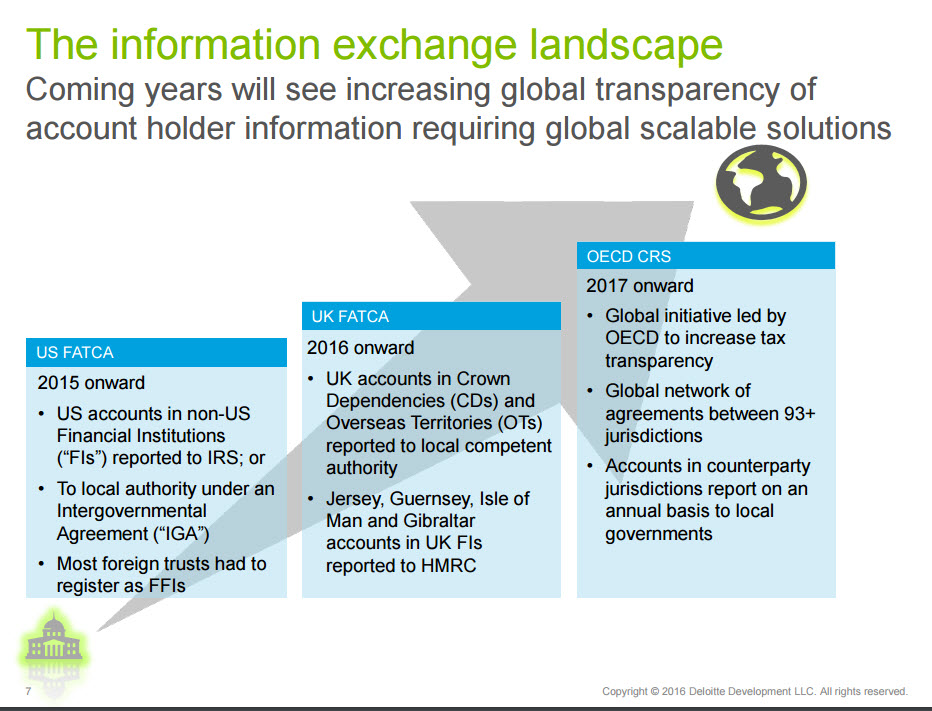 The information exchange landscape
Coming years will see increasing global transparency of
account holder information requiring global scalable solutions
US FATCA
2015 onward
• US accounts in non-US
Financial Institutions
(“FIs”) reported to IRS; or
• To local authority under an
Intergovernmental
Agreement (“IGA”)
• Most foreign trusts had to
register as FFIs
UK FATCA
2016 onward
• UK accounts in Crown
Dependencies (CDs) and
Overseas Territories (OTs)
reported to local competent
authority
• Jersey, Guernsey, Isle of
Man and Gibraltar
accounts in UK FIs
reported to HMRC
OECD CRS
2017 onward
• Global initiative led by
OECD to increase tax
transparency
• Global network of
agreements between 93+
jurisdictions
• Accounts in counterparty
jurisdictions report on an
annual basis to local
governments
7
Copyright © 2016 Deloitte Development LLC. All rights reserved.